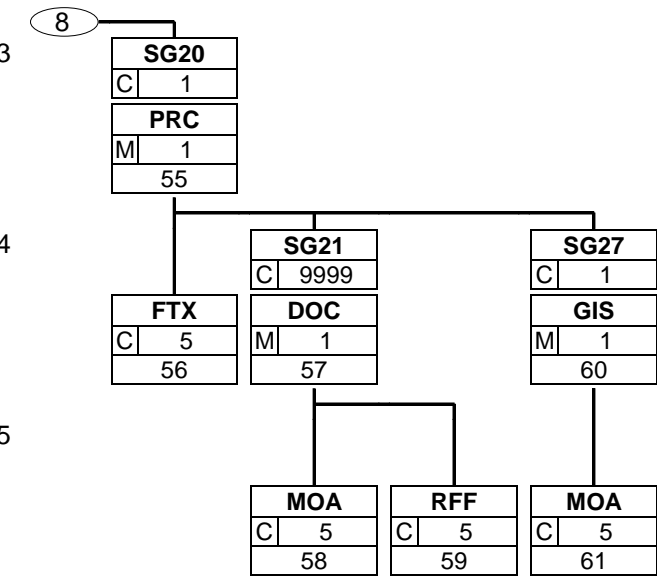 8
3
SG20
C 1
PRC
M 1
55
4
SG21 SG27
C 9999 C 1
FTX DOC GIS
C 5 M 1 M 1
56 57 60
5
MOA RFF MOA
C 5 C 5 C 5
58 59 61